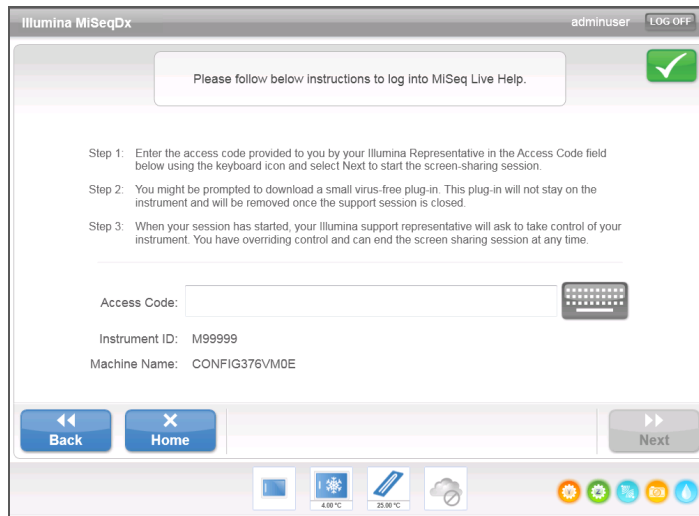 Illumina MiSeqDx
adminuser LOG OFF
Please follow below instructions to log into MiSeq Live Help.
Step 1: Enter the access code provided to you by your Illumina Representative in the Access Code field
below using the keyboard icon and select Next to start the screen-sharing session.
Step 2: You might be prompted to download a small virus-free plug-in. This plug-in will not stay on the
instrument and will be removed once the support session is closed.
Step 3: When your session has started, your Illumina support representative will ask to take control of your
instrument. You have overriding control and can end the screen sharing session at any time.
Access Code:
Instrument ID: M99999
Machine Name: CONFIG376VM0E
Back
Home
Next
4.00 °C
25.00 °C